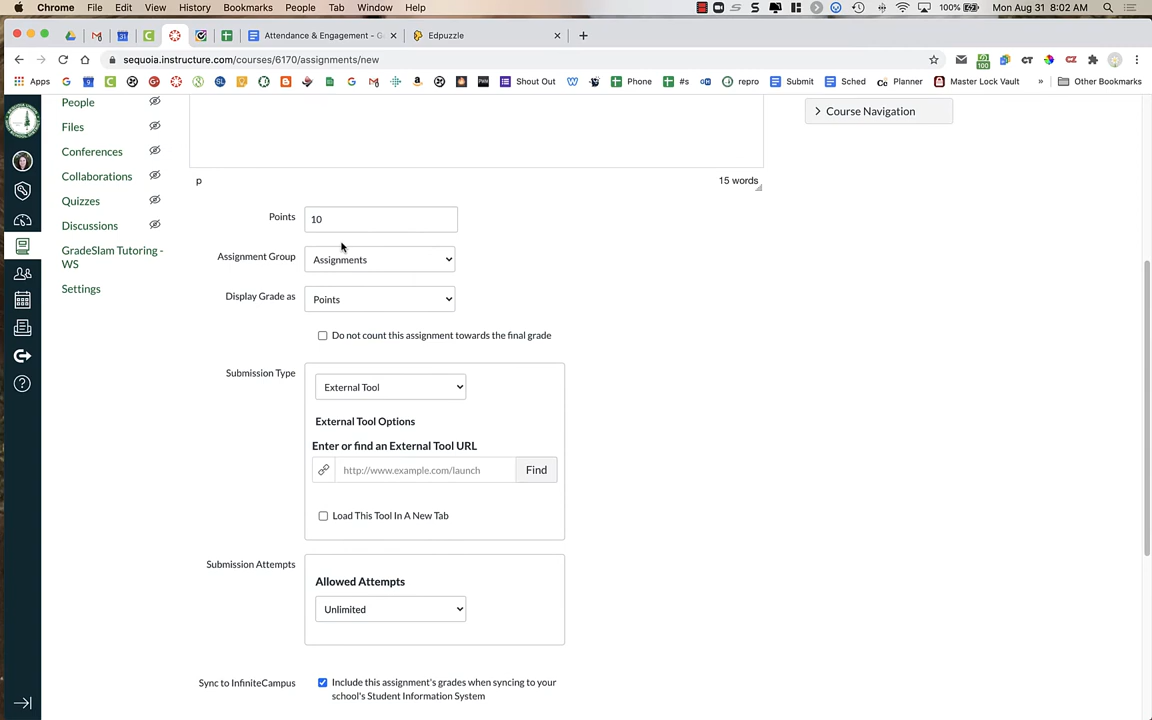 Chrome File Edit View History Bookmarks People Tab Window Help 100% Mon Aug 31 8:02 AM
Attendance & Engagement - G Edpuzzle
sequoia.instructure.com/courses/6170/assignments/new
Apps Shout Out Phone #s repro Submit Sched Planner Master Lock Vault » Other Bookmarks
People
Files
Conferences
Collaborations
Quizzes
Discussions
GradeSlam Tutoring -
WS
Settings
Course Navigation
p 15 words
Points 10
Assignment Group Assignments
Display Grade as Points
Do not count this assignment towards the final grade
Submission Type External Tool
External Tool Options
Enter or find an External Tool URL
http://www.example.com/launch Find
Load This Tool In A New Tab
Submission Attempts
Allowed Attempts
Unlimited
Sync to InfiniteCampus Include this assignment's grades when syncing to your
school's Student Information System